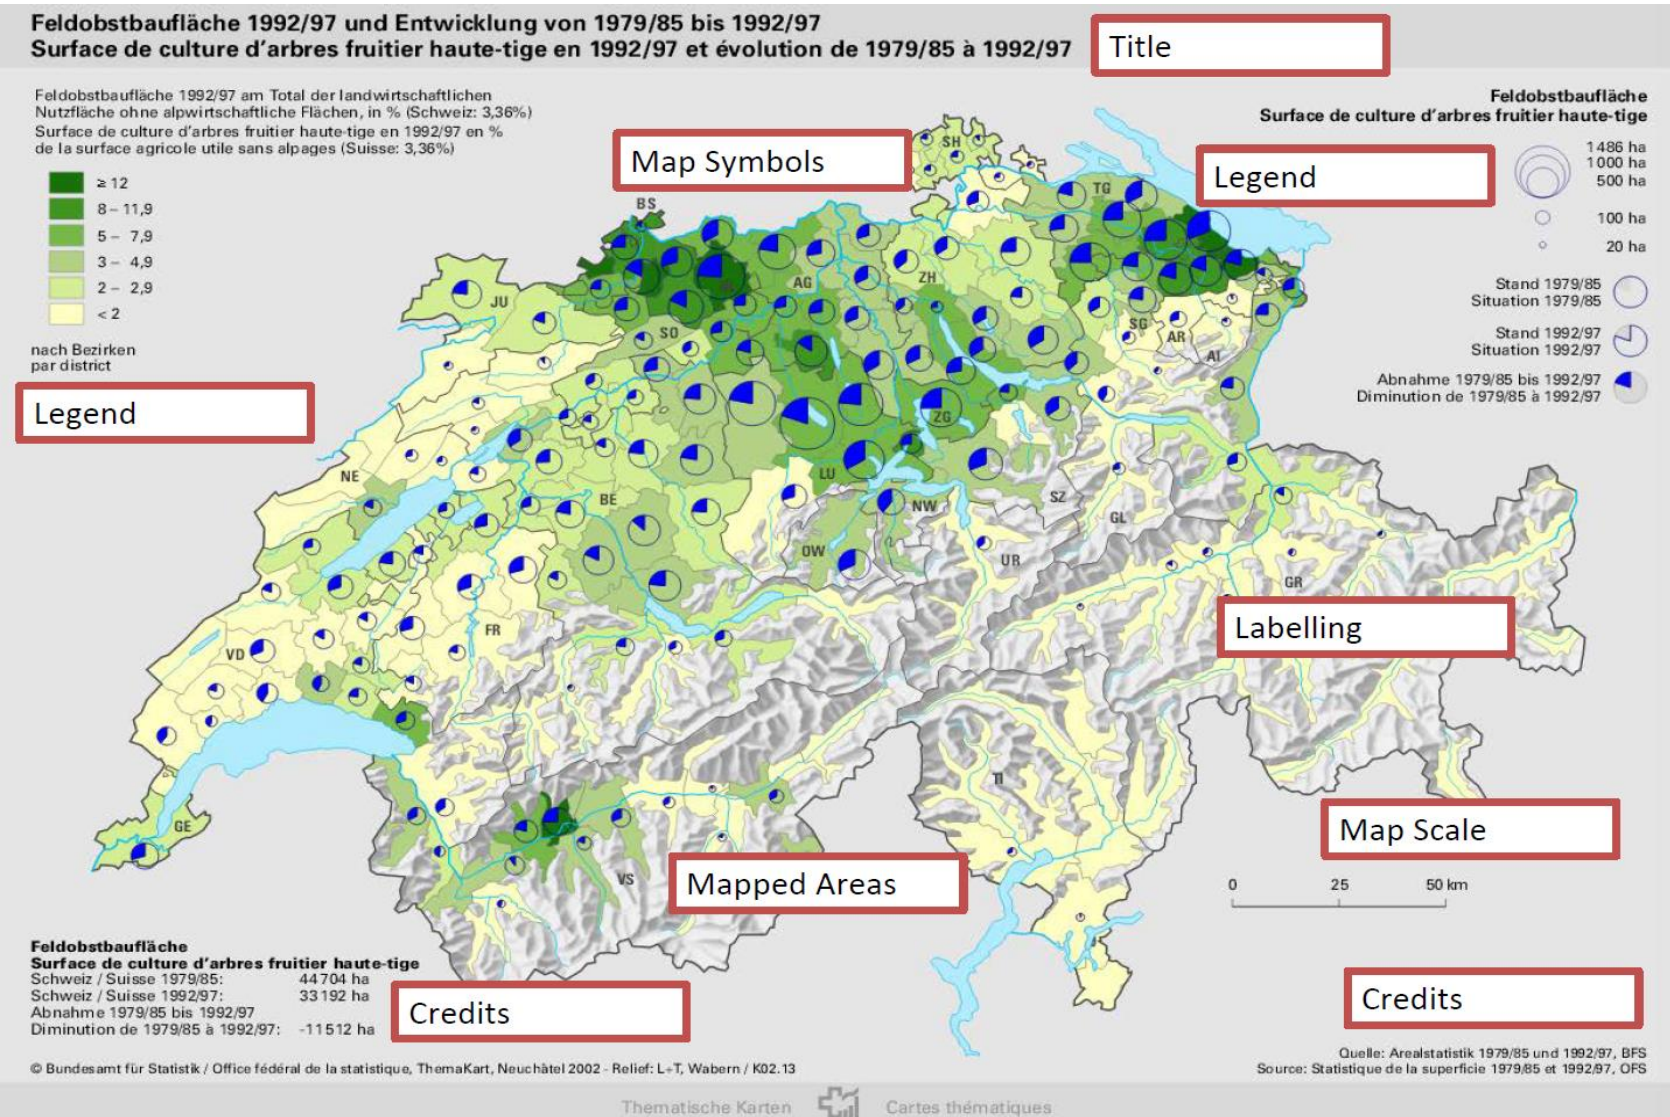 Feldobstbaufläche 1992/97 und Entwicklung von 1979/85 bis 1992/97
Surface de culture d'arbres fruitier haute-tige en 1992/97 et évolution de 1979/85 à 1992/97
Title
Feldobstbaufläche 1992/97 am Total der landwirtschaftlichen
Nutzfläche ohne alpwirtschaftliche Flächen, in % (Schweiz: 3,36%)
Surface de culture d'arbres fruitier haute-tige en 1992/97 en %
de la surface agricole utile sans alpages (Suisse: 3,36%)
≥ 12
8 – 11,9
5 – 7,9
3 – 4,9
2 – 2,9
< 2
nach Bezirken
par district
Legend
Map Symbols
Feldobstbaufläche
Surface de culture d'arbres fruitier haute-tige
Legend
1 486 ha
1 000 ha
500 ha
100 ha
20 ha
Stand 1979/85
Situation 1979/85
Stand 1992/97
Situation 1992/97
Abnahme 1979/85 bis 1992/97
Diminution de 1979/85 à 1992/97
SH
BS
TG
JU
AG
ZH
SO
SG
AR
AI
ZG
LU
NE
BE
NW
SZ
GL
OW
UR
GR
FR
VD
TI
GE
VS
Labelling
Map Scale
Mapped Areas
0 25 50 km
Feldobstbaufläche
Surface de culture d'arbres fruitier haute-tige
Schweiz / Suisse 1979/85: 44 704 ha
Schweiz / Suisse 1992/97: 33 192 ha
Abnahme 1979/85 bis 1992/97
Diminution de 1979/85 à 1992/97: -11 512 ha
Credits
Credits
© Bundesamt für Statistik / Office fédéral de la statistique, ThemaKart, Neuchâtel 2002 - Relief: L+T, Wabern / K02.13
Quelle: Arealstatistik 1979/85 und 1992/97, BFS
Source: Statistique de la superficie 1979/85 et 1992/97, OFS
Thematische Karten Cartes thématiques